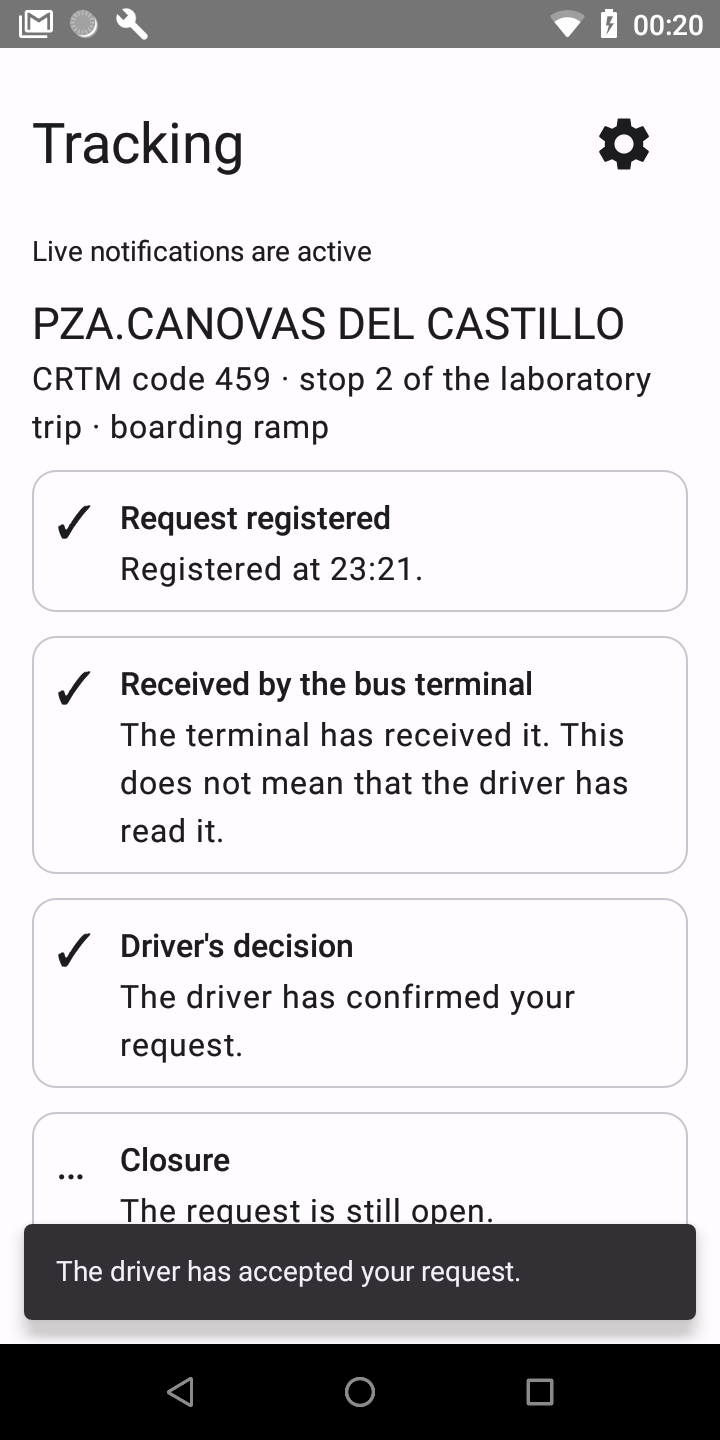 00:20
Tracking
Live notifications are active
PZA.CANOVAS DEL CASTILLO
CRTM code 459 · stop 2 of the laboratory
trip · boarding ramp
✓ Request registered
Registered at 23:21.
✓ Received by the bus terminal
The terminal has received it. This
does not mean that the driver has
read it.
✓ Driver's decision
The driver has confirmed your
request.
... Closure
The request is still open.
The driver has accepted your request.